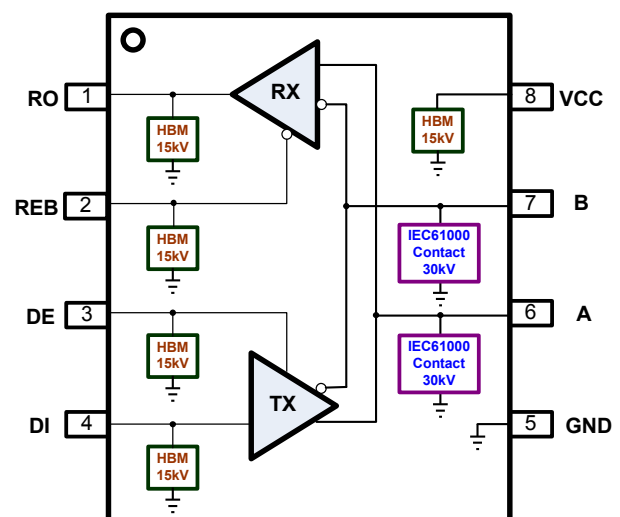 RO 1
HBM
15kV
RX
HBM
15kV
8 VCC
REB 2
HBM
15kV
7 B
IEC61000
Contact
30kV
DE 3
HBM
15kV
6 A
IEC61000
Contact
30kV
TX
DI 4
HBM
15kV
5 GND